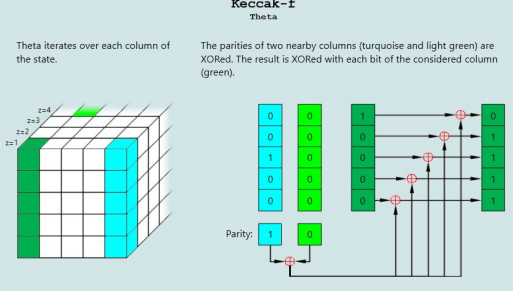 Keccak-f
Theta
Theta iterates over each column of
the state.
The parities of two nearby columns (turquoise and light green) are
XORed. The result is XORed with each bit of the considered column
(green).
z=4
z=3
z=2
z=1
0 0 1 0
0 0 0 1
1 0 0 1
0 0 0 1
0 0 0 1
Parity: 1 0